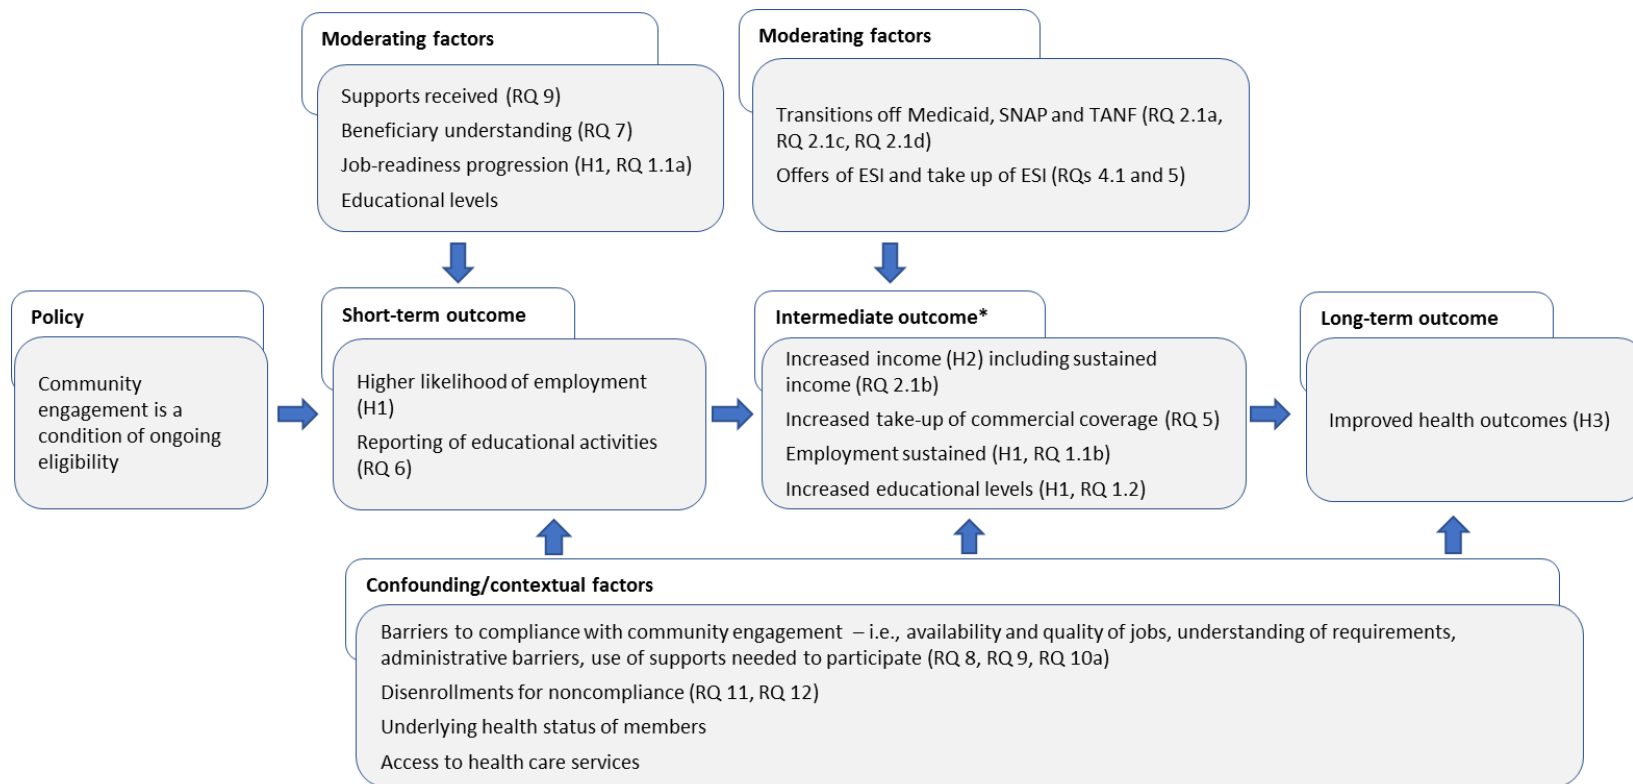 Moderating factors
Supports received (RQ 9)
Beneficiary understanding (RQ 7)
Job-readiness progression (H1, RQ 1.1a)
Educational levels
Moderating factors
Transitions off Medicaid, SNAP and TANF (RQ 2.1a,
RQ 2.1c, RQ 2.1d)
Offers of ESI and take up of ESI (RQs 4.1 and 5)
Policy
Community
engagement is a
condition of ongoing
eligibility
Short-term outcome
Higher likelihood of employment
(H1)
Reporting of educational activities
(RQ 6)
Intermediate outcome*
Increased income (H2) including sustained
income (RQ 2.1b)
Increased take-up of commercial coverage (RQ 5)
Employment sustained (H1, RQ 1.1b)
Increased educational levels (H1, RQ 1.2)
Long-term outcome
Improved health outcomes (H3)
Confounding/contextual factors
Barriers to compliance with community engagement – i.e., availability and quality of jobs, understanding of requirements,
administrative barriers, use of supports needed to participate (RQ 8, RQ 9, RQ 10a)
Disenrollments for noncompliance (RQ 11, RQ 12)
Underlying health status of members
Access to health care services